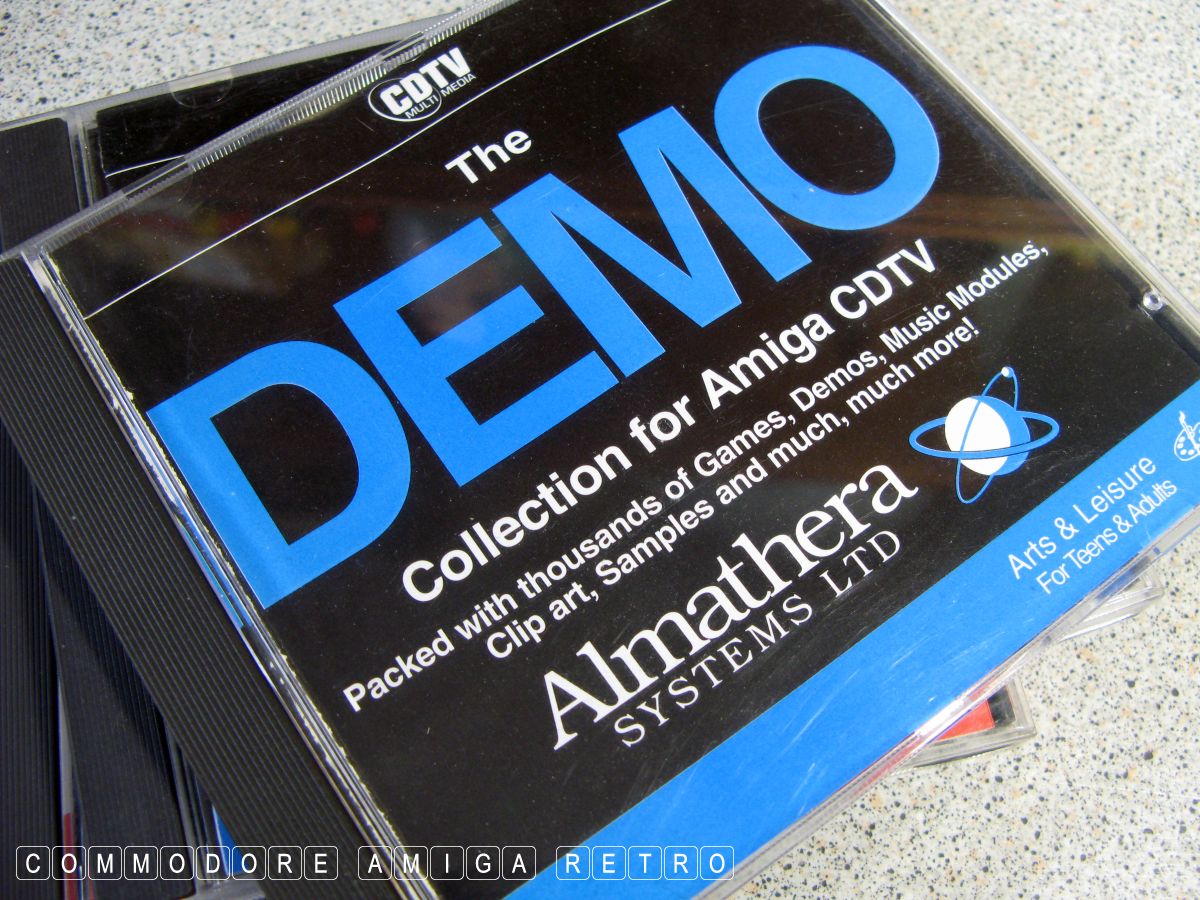 CDTV
MULTI MEDIA
The
DEMO
Collection for Amiga CDTV
Packed with thousands of Games, Demos, Music Modules,
Clip art, Samples and much, much more!
Almathera
SYSTEMS LTD
Arts & Leisure
For Teens & Adults
COMMODORE AMIGA RETRO